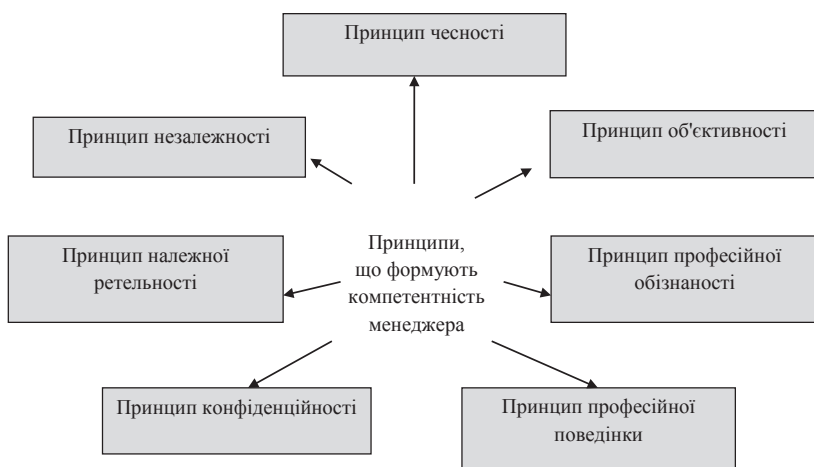 Принцип чесності
Принцип незалежності
Принцип об'єктивності
Принцип належної
ретельності
Принципи,
що формують
компетентність
менеджера
Принцип професійної
обізнаності
Принцип конфіденційності
Принцип професійної
поведінки